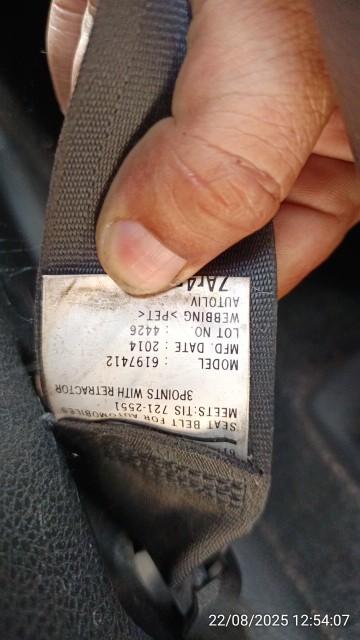 SEAT BELT FOR AUTOMOBILES
MEETS:TIS 721-2551
3POINTS WITH RETRACTOR
MODEL : 6197412
MFD. DATE : 2014
LOT NO. : 4426
WEBBING >PET<
AUTOLIV
22/08/2025 12:54:07